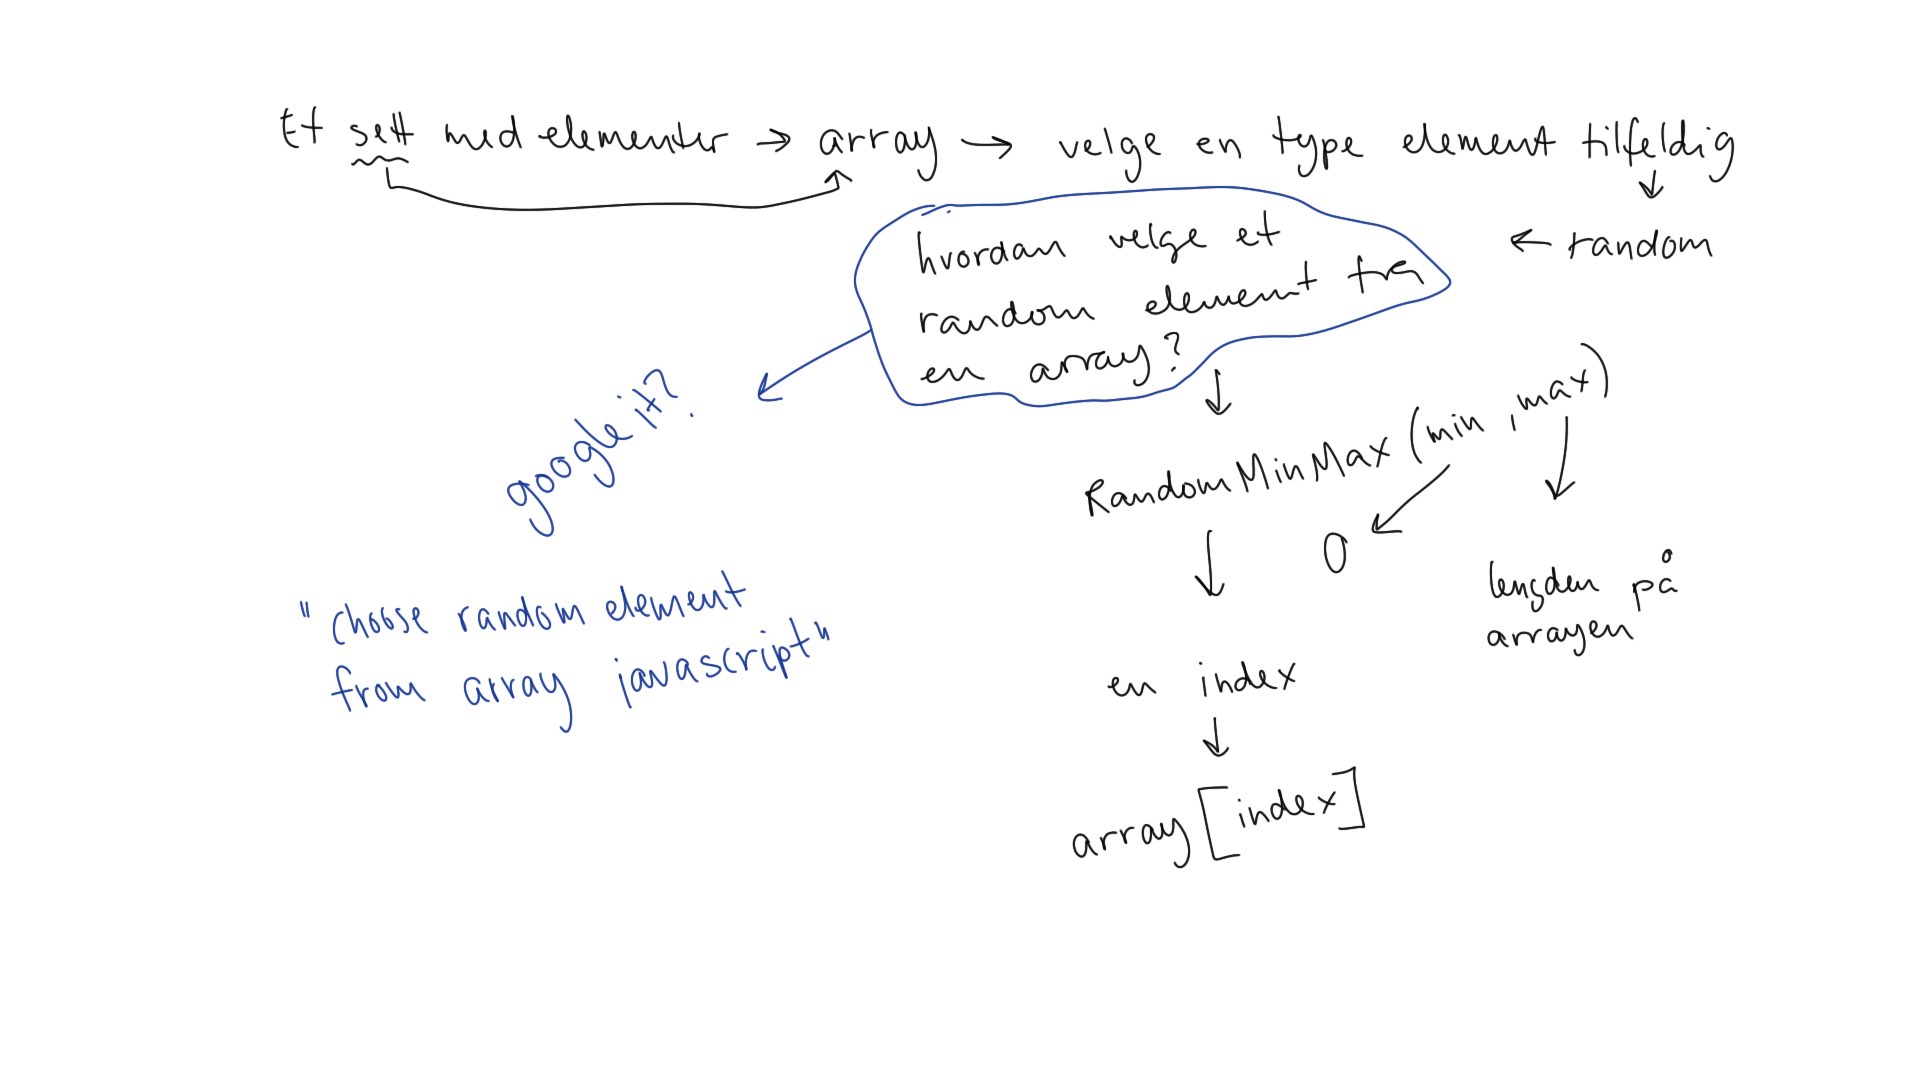 Et sett med elementer → array → velge en type element tilfeldig
← random
hvordan velge et
random element fra
en array?
google it?
RandomMinMax (min, max)
0
lengden på
arrayen
"choose random element
from array javascript"
en index
array [index]